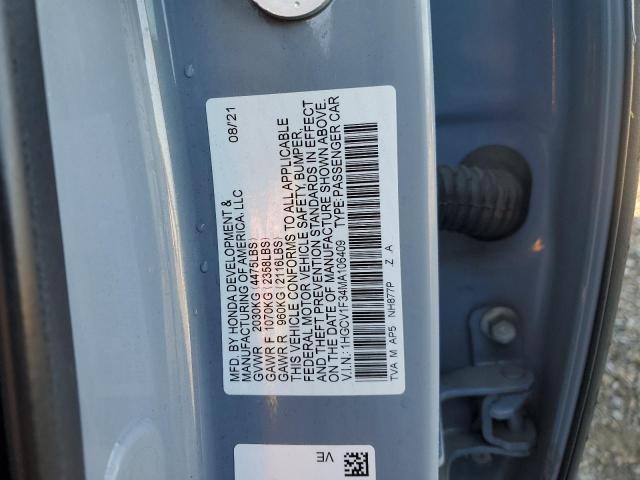 MFD. BY HONDA DEVELOPMENT & 08/21
MANUFACTURING OF AMERICA, LLC
GVWR 2030KG(4475LBS)
GAWR F 1070KG(2358LBS)
GAWR R 960KG(2116LBS)
THIS VEHICLE CONFORMS TO ALL APPLICABLE
FEDERAL MOTOR VEHICLE SAFETY, BUMPER,
AND THEFT PREVENTION STANDARDS IN EFFECT
ON THE DATE OF MANUFACTURE SHOWN ABOVE.
V.I.N.: 1HGCV1F34MA106409 TYPE:PASSENGER CAR
TVA M AP5 NH877P Z A
VE